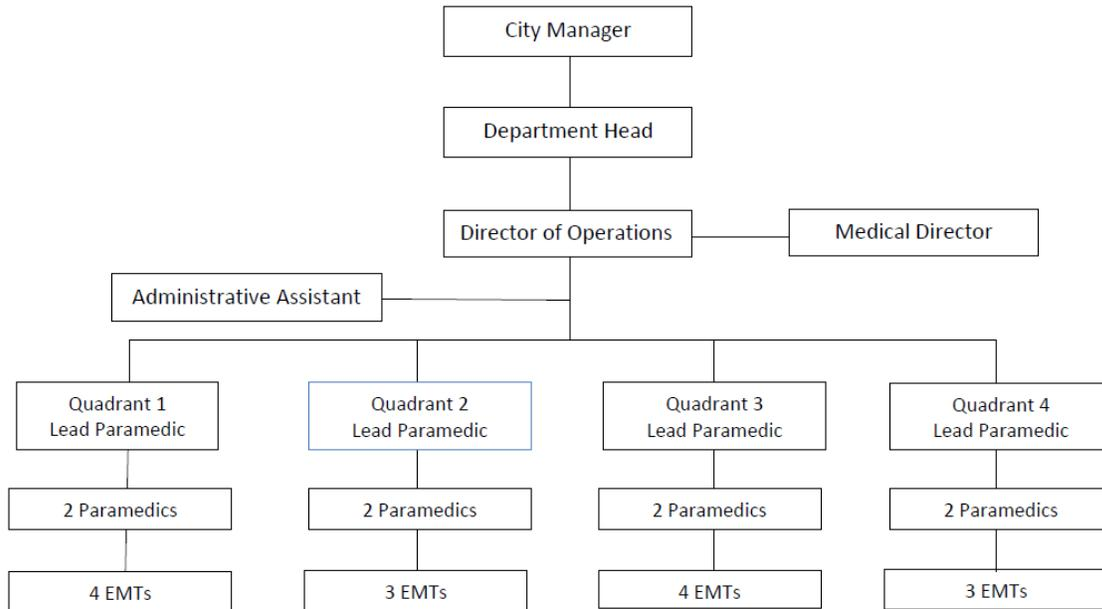 City Manager
Department Head
Director of Operations
Medical Director
Administrative Assistant
Quadrant 1
Lead Paramedic
Quadrant 2
Lead Paramedic
Quadrant 3
Lead Paramedic
Quadrant 4
Lead Paramedic
2 Paramedics
2 Paramedics
2 Paramedics
2 Paramedics
4 EMTs
3 EMTs
4 EMTs
3 EMTs